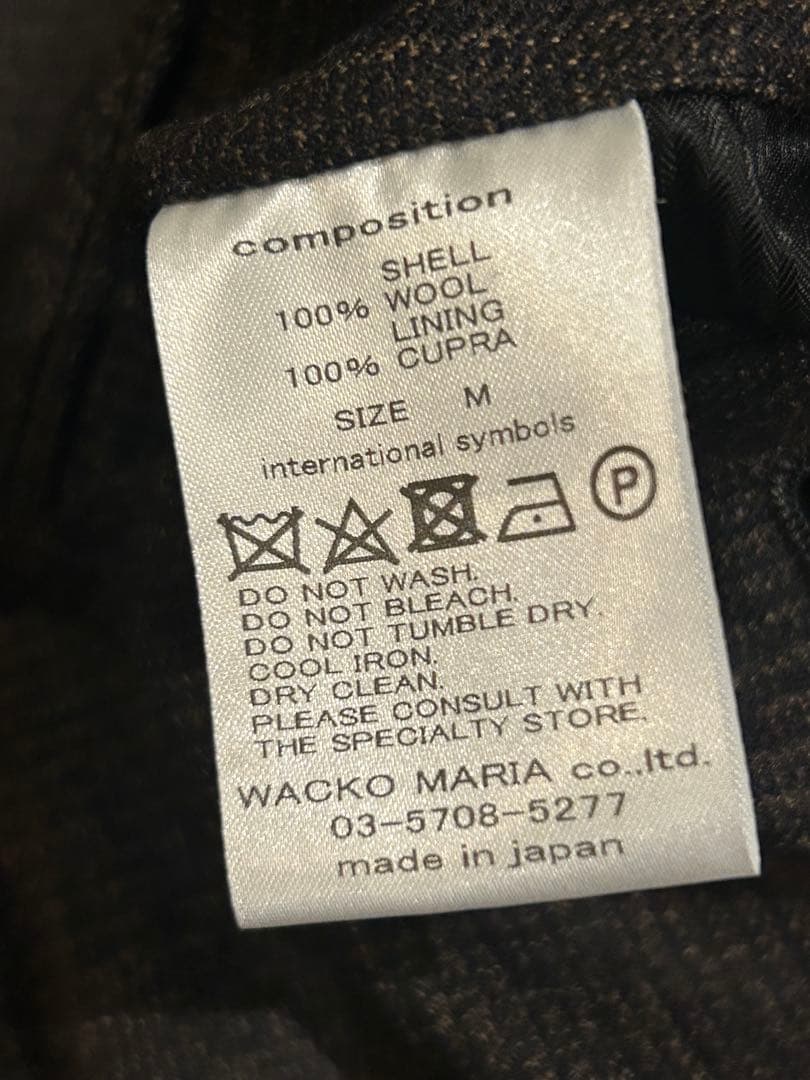 composition
SHELL
100% WOOL
LINING
100% CUPRA
SIZE M
international symbols
P
DO NOT WASH.
DO NOT BLEACH.
DO NOT TUMBLE DRY.
COOL IRON.
DRY CLEAN.
PLEASE CONSULT WITH
THE SPECIALTY STORE.
WACKO MARIA co.,ltd.
03-5708-5277
made in japan